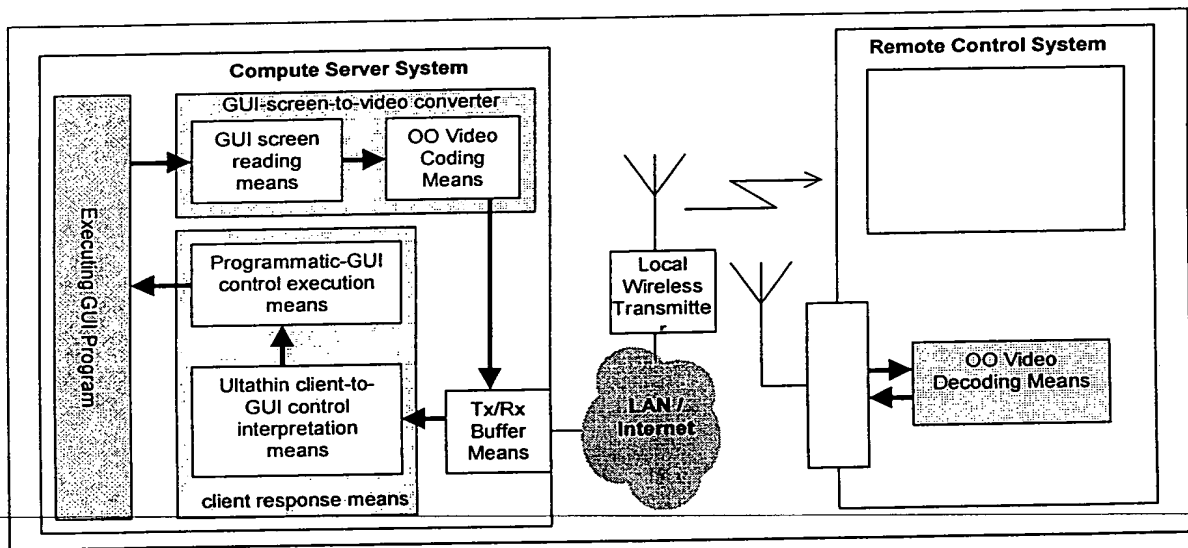 Compute Server System
Remote Control System
GUI-screen-to-video converter
GUI screen
reading
means
OO Video
Coding
Means
Executing GUI Program
Programmatic-GUI
control execution
means
Ultathin client-to-
GUI control
interpretation
means
client response means
Tx/Rx
Buffer
Means
Local
Wireless
Transmitte
r
LAN /
Internet
OO Video
Decoding Means